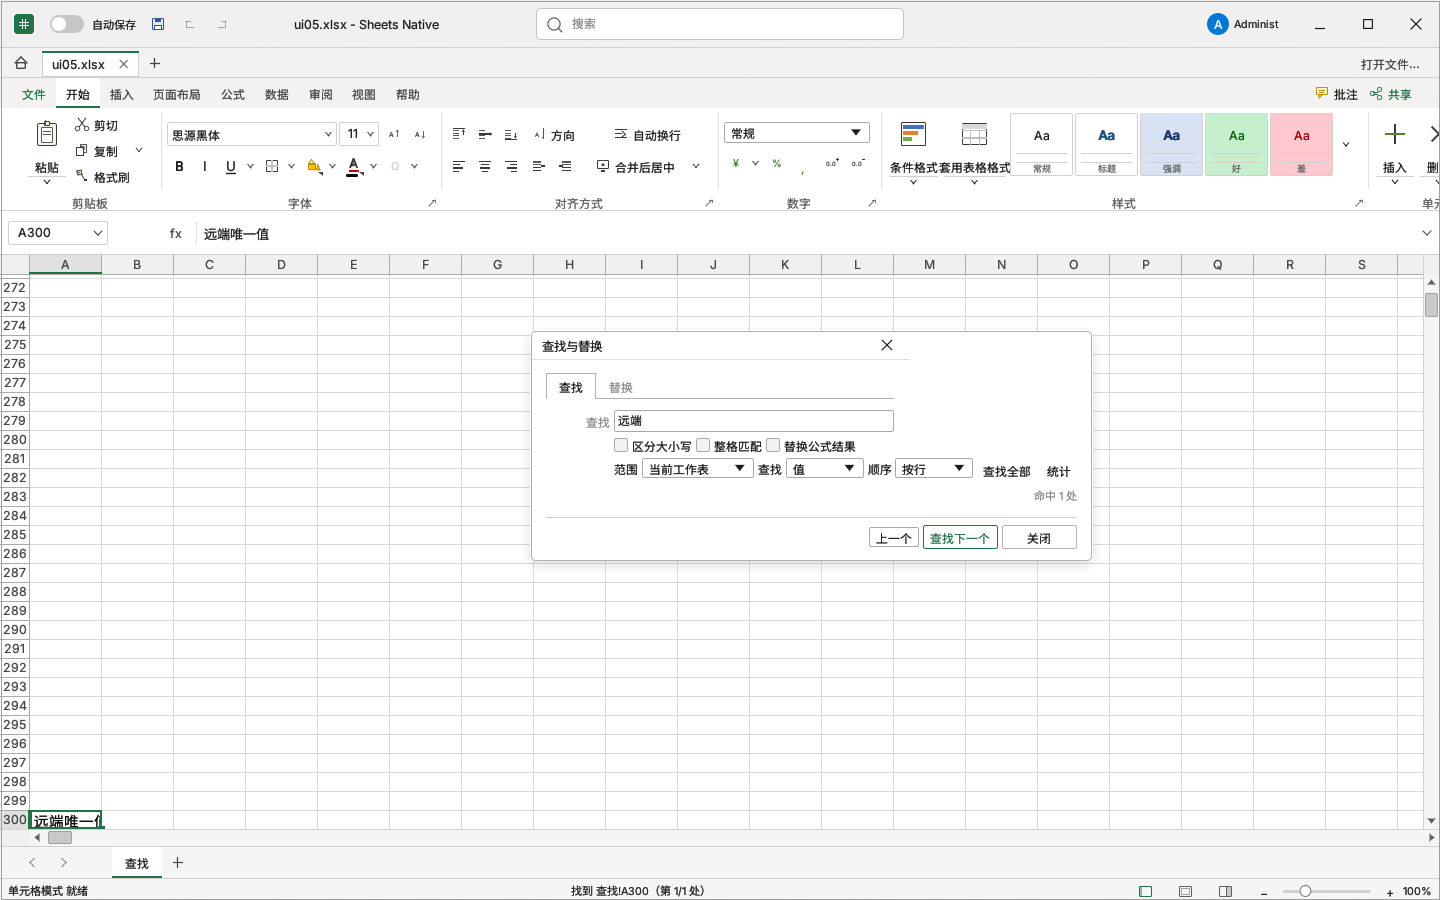 自动保存
ui05.xlsx - Sheets Native
搜索
A
Administ
ui05.xlsx
打开文件...
文件 开始 插入 页面布局 公式 数据 审阅 视图 帮助
批注 共享
粘贴
剪切
复制
格式刷
剪贴板
思源黑体
11
A A
B I U A Ω
字体
方向
自动换行
合并后居中
对齐方式
常规
¥ % , 0.0+ 0.0-
数字
条件格式
套用表格格式
Aa 常规
Aa 标题
Aa 强调
Aa 好
Aa 差
样式
插入
A300
fx
远端唯一值
A B C D E F G H I J K L M N O P Q R S
272
273
274
275
276
277
278
279
280
281
282
283
284
285
286
287
288
289
290
291
292
293
294
295
296
297
298
299
300 远端唯一
查找与替换
查找 替换
查找 远端
区分大小写 整格匹配 替换公式结果
范围 当前工作表 查找 值 顺序 按行 查找全部 统计
命中 1 处
上一个 查找下一个 关闭
查找
单元格模式 就绪
找到 查找!A300（第 1/1 处）
100%